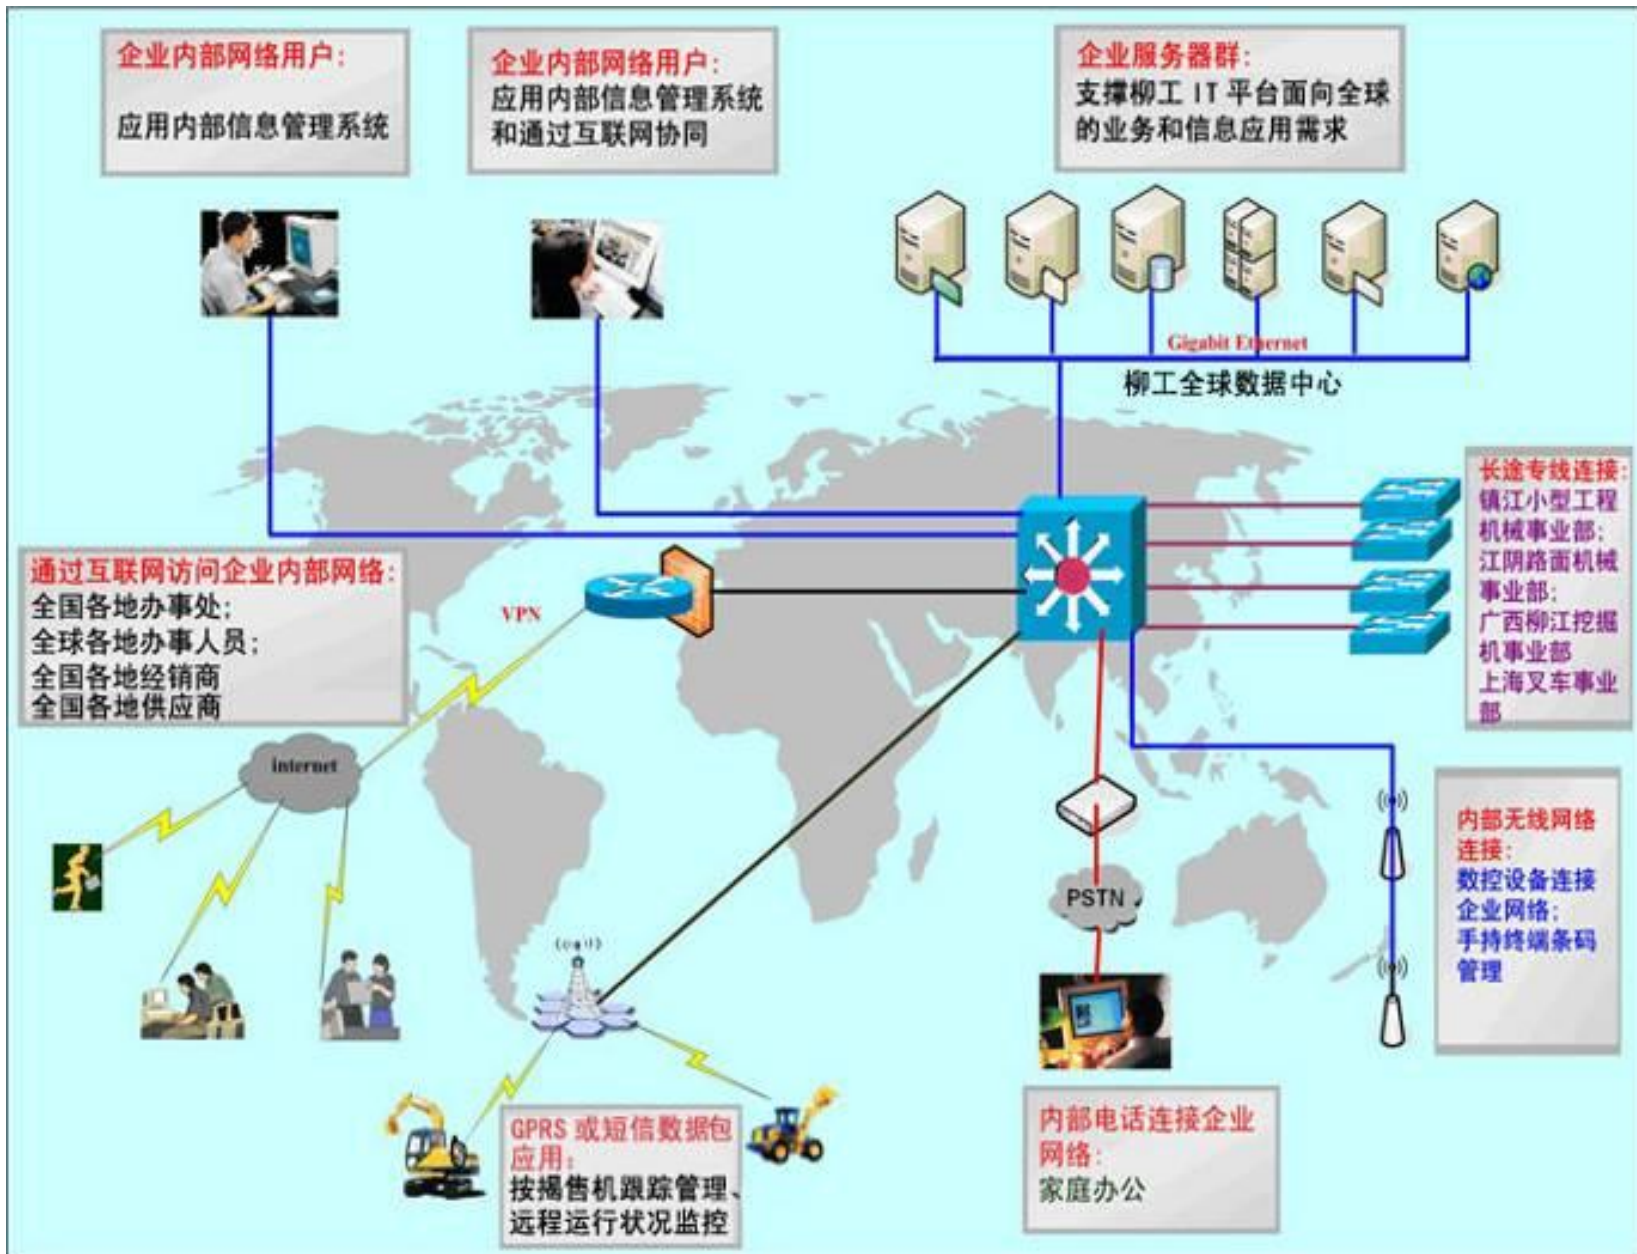 企业内部网络用户:
应用内部信息管理系统
企业内部网络用户:
应用内部信息管理系统
和通过互联网协同
企业服务器群:
支撑柳工 IT 平台面向全球
的业务和信息应用需求
Gigabit Ethernet
柳工全球数据中心
长途专线连接:
镇江小型工程
机械事业部;
江阴路面机械
事业部;
广西柳江挖掘
机事业部
上海叉车事业
部
通过互联网访问企业内部网络:
全国各地办事处;
全球各地办事人员;
全国各地经销商
全国各地供应商
VPN
internet
内部无线网络
连接:
数控设备连接
企业网络;
手持终端条码
管理
PSTN
GPRS 或短信数据包
应用:
按揭售机跟踪管理、
远程运行状况监控
内部电话连接企业
网络:
家庭办公